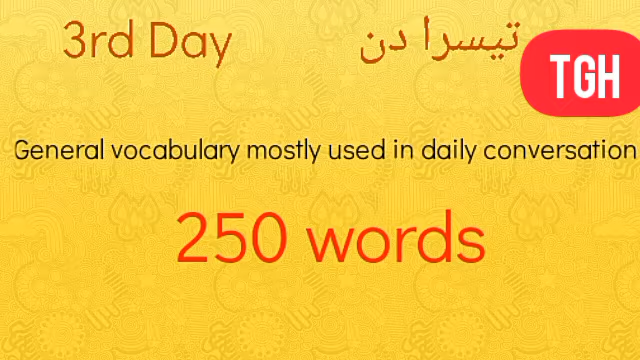 3rd Day
تیسرا دن
TGH
General vocabulary mostly used in daily conversation
250 words